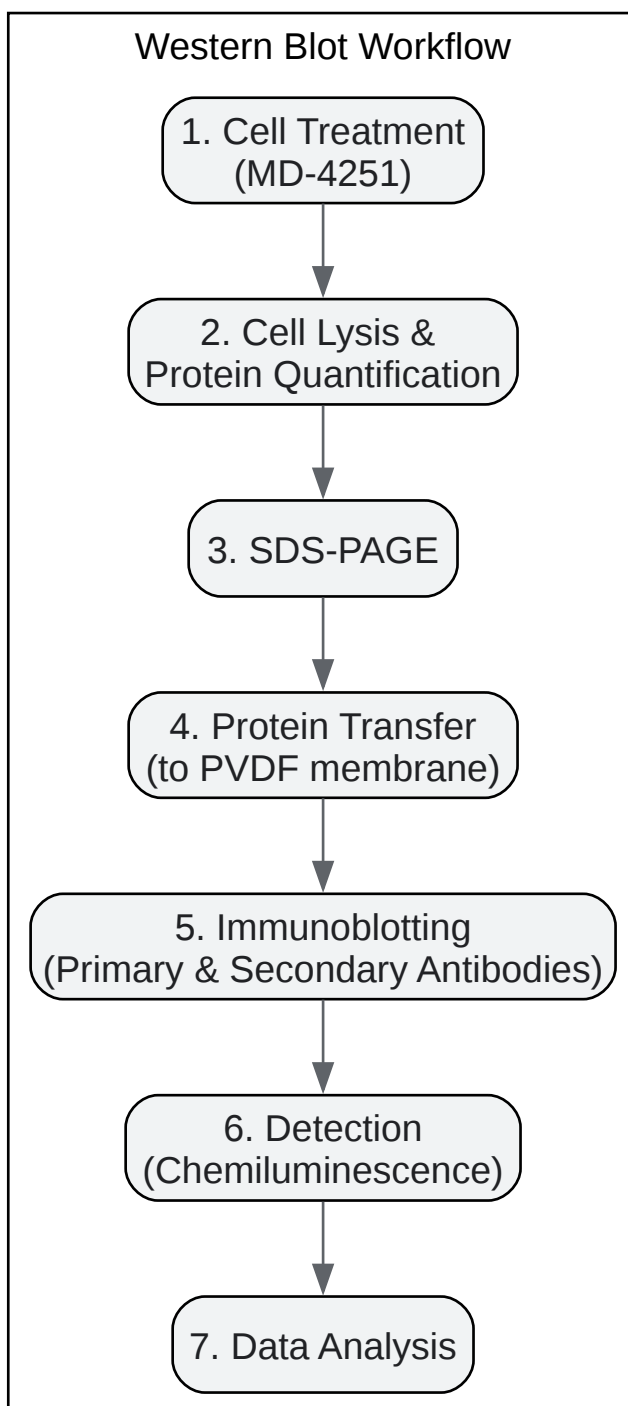 Western Blot Workflow
1. Cell Treatment
(MD-4251)
2. Cell Lysis &
Protein Quantification
3. SDS-PAGE
4. Protein Transfer
(to PVDF membrane)
5. Immunoblotting
(Primary & Secondary Antibodies)
6. Detection
(Chemiluminescence)
7. Data Analysis